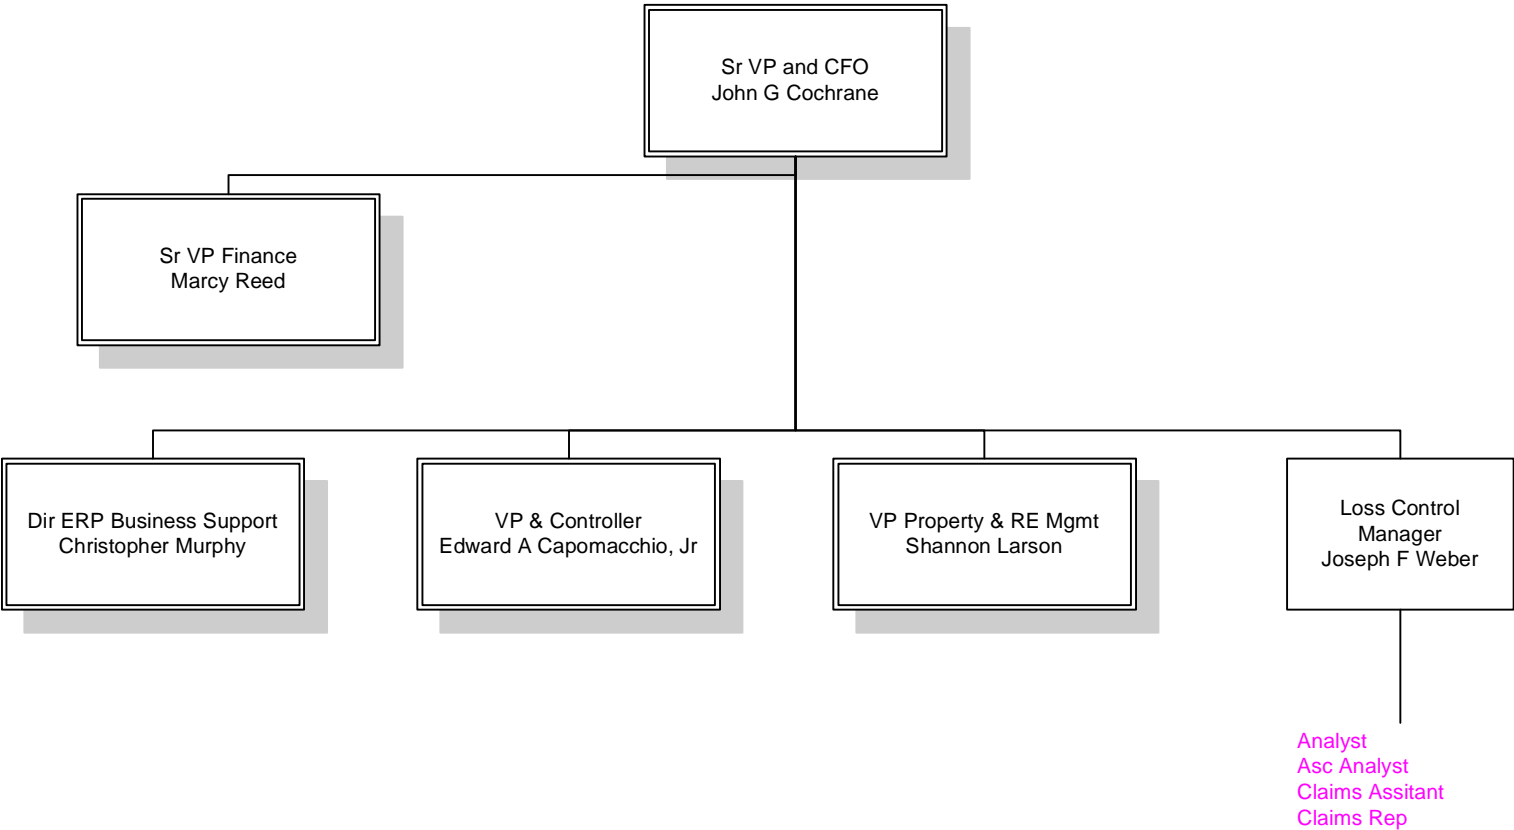 Sr VP and CFO
John G Cochrane
Sr VP Finance
Marcy Reed
Dir ERP Business Support
Christopher Murphy
VP & Controller
Edward A Capomacchio, Jr
VP Property & RE Mgmt
Shannon Larson
Loss Control
Manager
Joseph F Weber
Analyst
Asc Analyst
Claims Assitant
Claims Rep